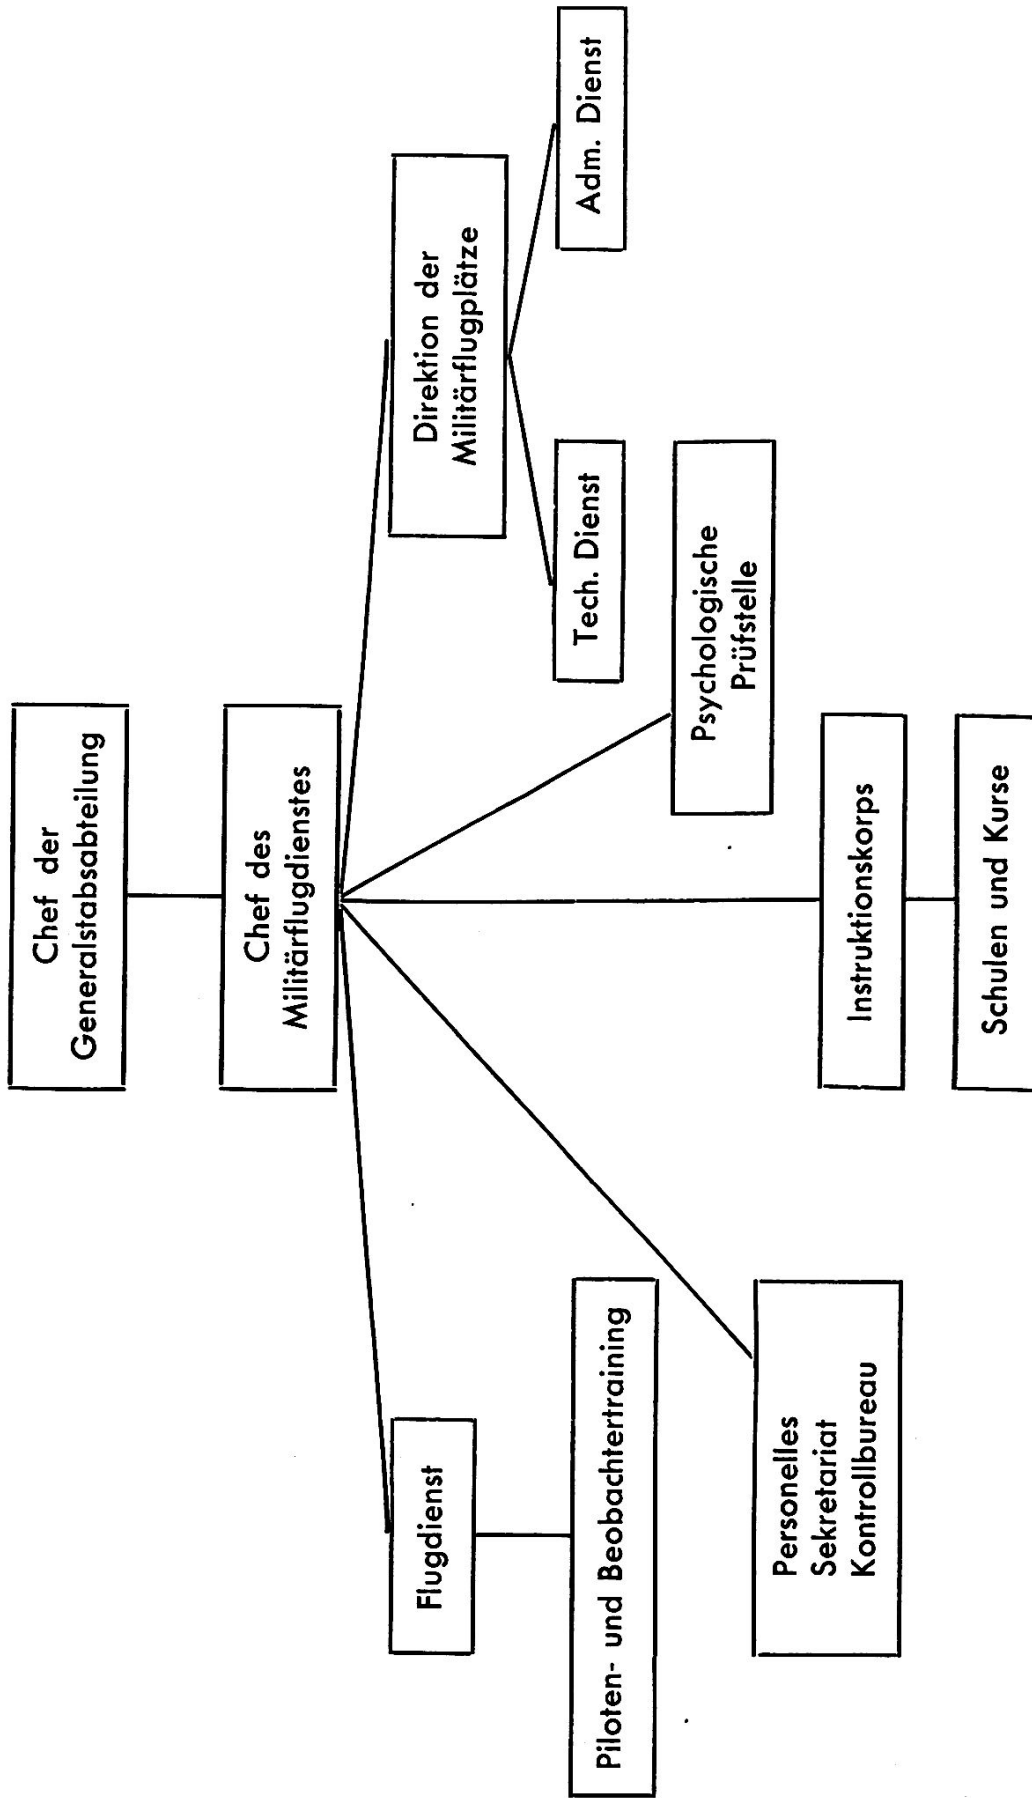 Chef der
Generalstabsabteilung
Chef des
Militärflugdienstes
Flugdienst
Piloten- und Beobachtertraining
Personelles
Sekretariat
Kontrollbureau
Instruktionskorps
Schulen und Kurse
Psychologische
Prüfstelle
Direktion der
Militärflugplätze
Tech. Dienst
Adm. Dienst